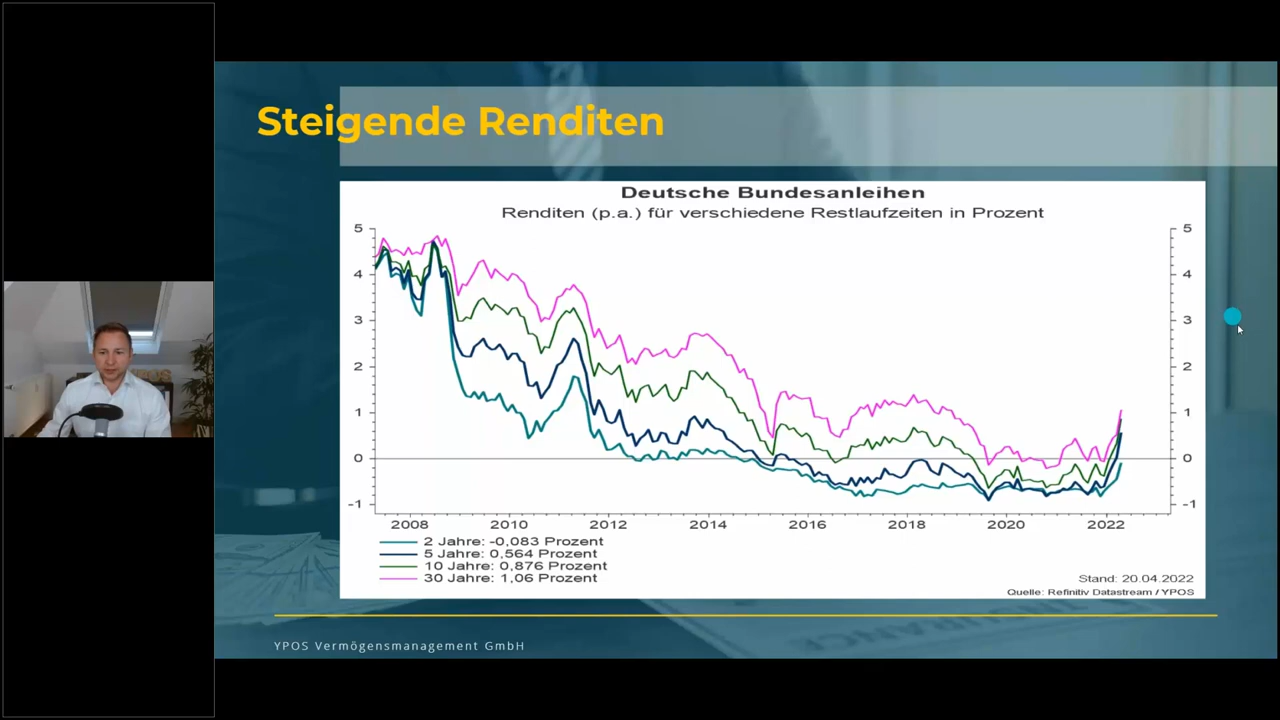 Steigende Renditen
Deutsche Bundesanleihen
Renditen (p.a.) für verschiedene Restlaufzeiten in Prozent
5 5
4 4
3 3
2 2
1 1
0 0
-1 -1
2008 2010 2012 2014 2016 2018 2020 2022
2 Jahre: -0,083 Prozent
5 Jahre: 0,564 Prozent
10 Jahre: 0,876 Prozent
30 Jahre: 1,06 Prozent
Stand: 20.04.2022
Quelle: Refinitiv Datastream / YPOS
YPOS Vermögensmanagement GmbH